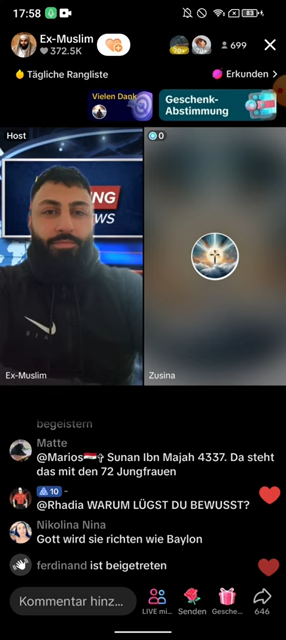 17:58
83
Ex-Muslim
372.5K
699
Tägliche Rangliste
Erkunden >
Vielen Dank
Geschenk-
Abstimmung
Host
0
NG
WS
Ex-Muslim
Zusina
begeistern
Matte
@Marios🇪🇬✞ Sunan Ibn Majah 4337. Da steht
das mit den 72 Jungfrauen
10 -
@Rhadia WARUM LÜGST DU BEWUSST?
Nikolina Nina
Gott wird sie richten wie Baylon
ferdinand ist beigetreten
Kommentar hinz...
LIVE mi...
Senden
Gesche...
646